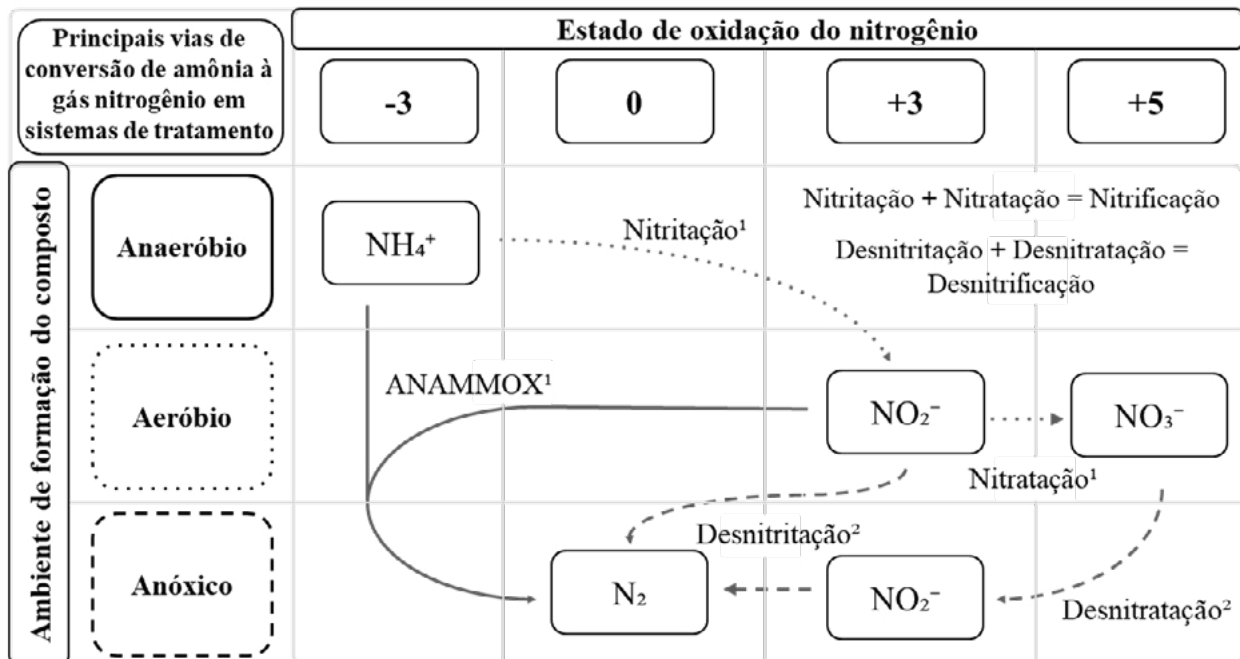 Principais vias de
conversão de amônia à
gás nitrogênio em
sistemas de tratamento
Estado de oxidação do nitrogênio
-3
0
+3
+5
Ambiente de formação do composto
Anaeróbio
NH₄⁺
Nitritação¹
Nitritação + Nitratação = Nitrificação
Desnitritação + Desnitratação =
Desnitrificação
Aeróbio
ANAMMOX¹
NO₂⁻
NO₃⁻
Nitratação¹
Anóxico
Desnitritação²
N₂
NO₂⁻
Desnitratação²